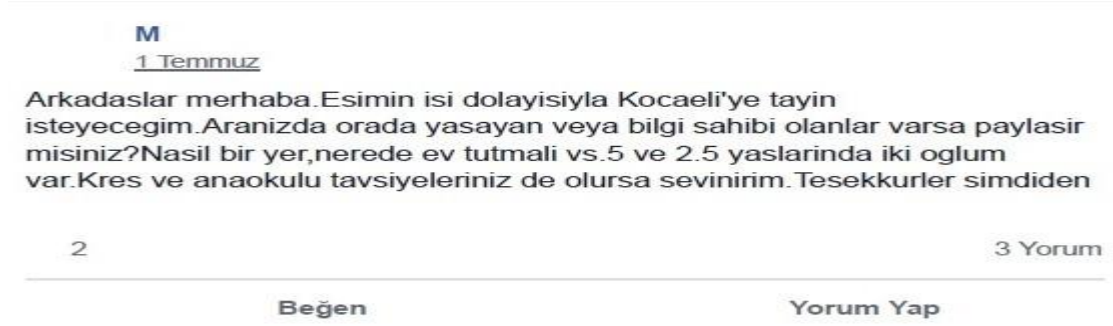 M
1 Temmuz
Arkadaslar merhaba.Esimin isi dolayisiyla Kocaeli'ye tayin
isteyecegim.Aranizda orada yasayan veya bilgi sahibi olanlar varsa paylasir
misiniz?Nasil bir yer,nerede ev tutmali vs.5 ve 2.5 yaslarinda iki oglum
var.Kres ve anaokulu tavsiyeleriniz de olursa sevinirim.Tesekkurler simdiden
2 3 Yorum
Beğen Yorum Yap